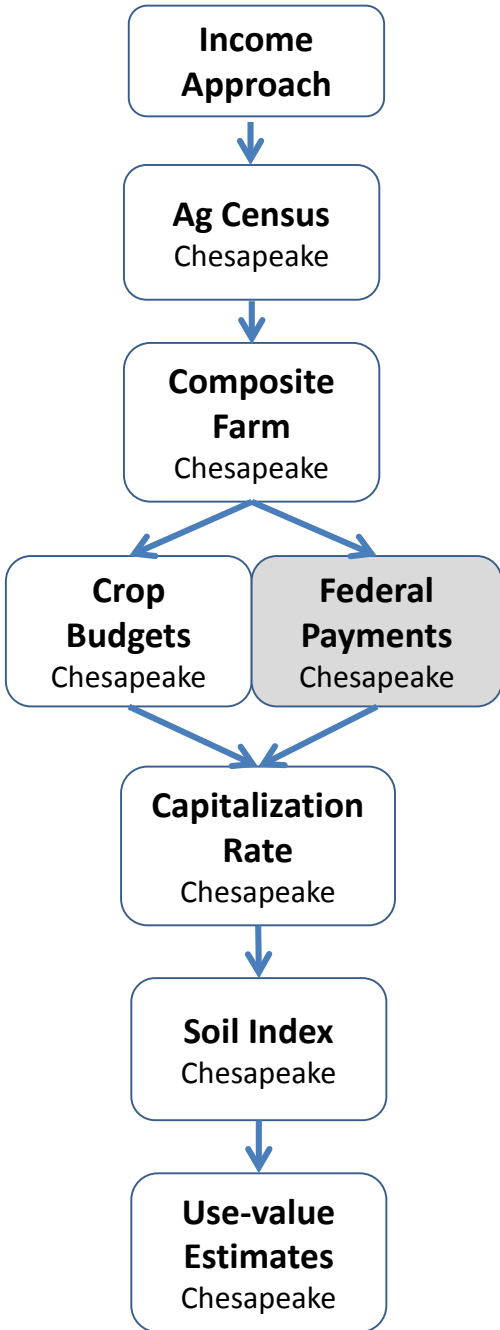 Income
Approach
Ag Census
Chesapeake
Composite
Farm
Chesapeake
Crop
Budgets
Chesapeake
Federal
Payments
Chesapeake
Capitalization
Rate
Chesapeake
Soil Index
Chesapeake
Use-value
Estimates
Chesapeake